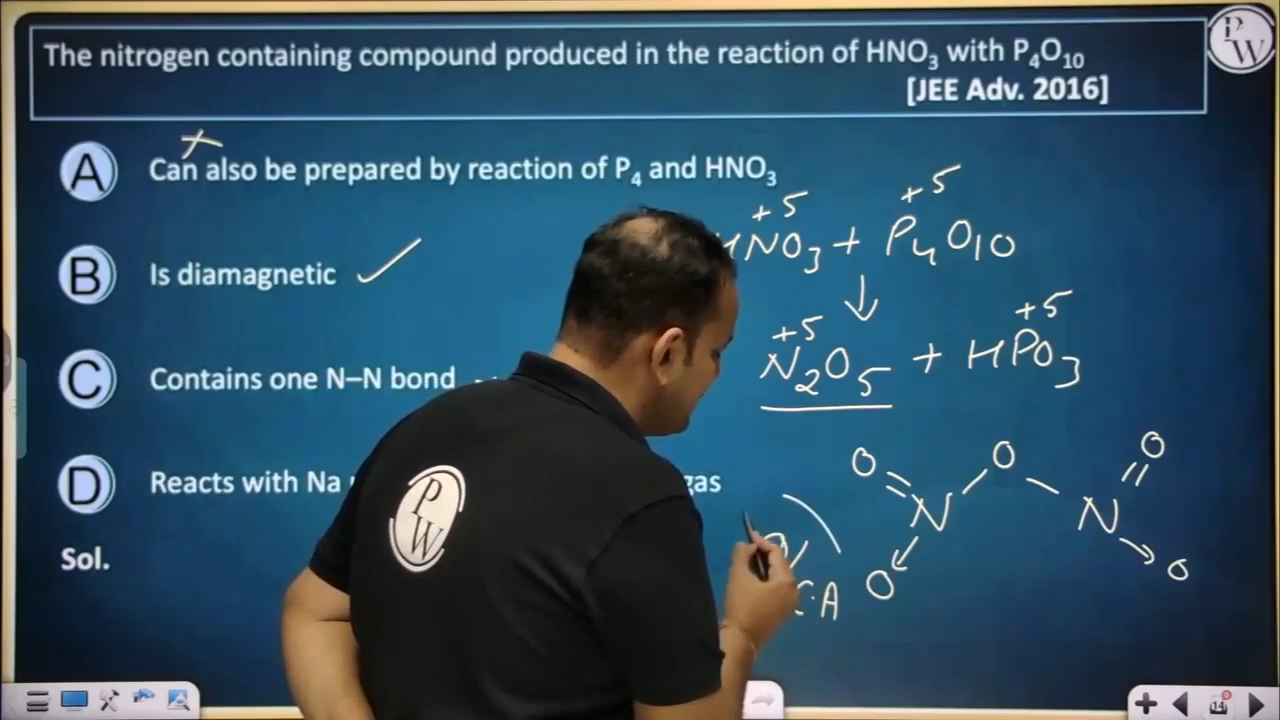 The nitrogen containing compound produced in the reaction of HNO₃ with P₄O₁₀
[JEE Adv. 2016]
P
W
A Can also be prepared by reaction of P₄ and HNO₃
+5 +5
HNO₃ + P₄O₁₀
B Is diamagnetic ✓
+5 +5
N₂O₅ + HPO₃
C Contains one N–N bond
O O O
N N
D Reacts with Na gas
O O
Sol.
A
P
W
14